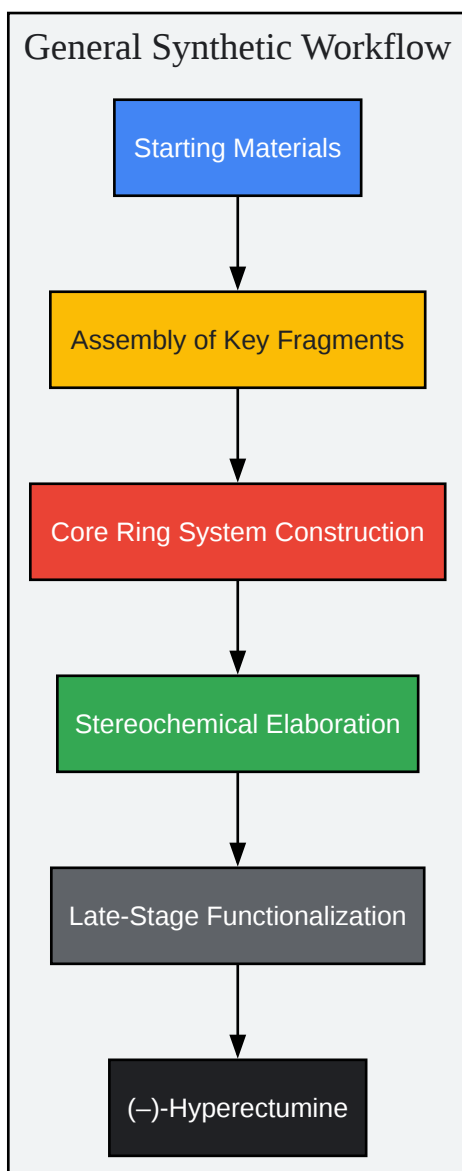 General Synthetic Workflow
Starting Materials
Assembly of Key Fragments
Core Ring System Construction
Stereochemical Elaboration
Late-Stage Functionalization
(–)-Hyperectumine